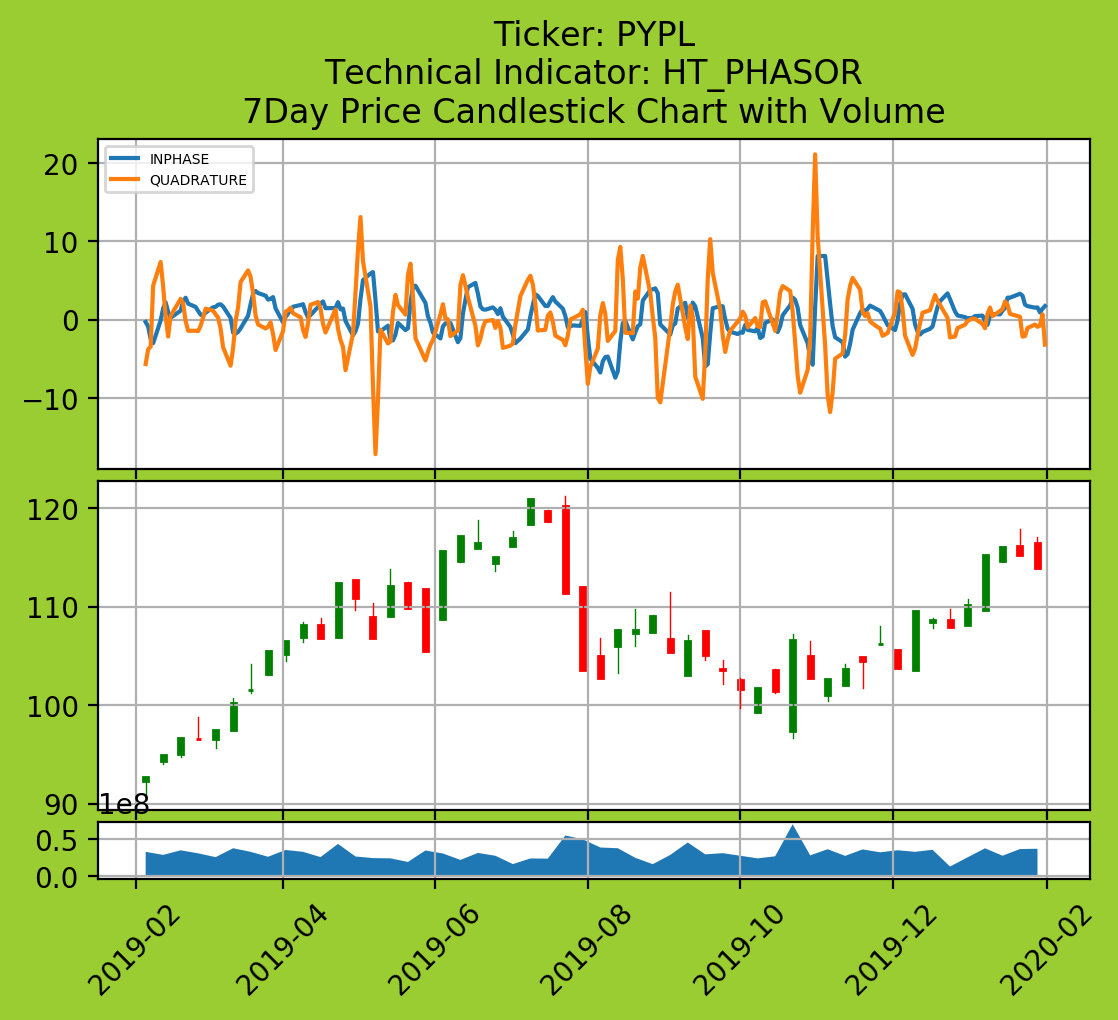 Ticker: PYPL
Technical Indicator: HT_PHASOR
7Day Price Candlestick Chart with Volume
INPHASE
QUADRATURE
20
10
0
−10
120
110
100
90
1e8
0.5
0.0
2019-02
2019-04
2019-06
2019-08
2019-10
2019-12
2020-02